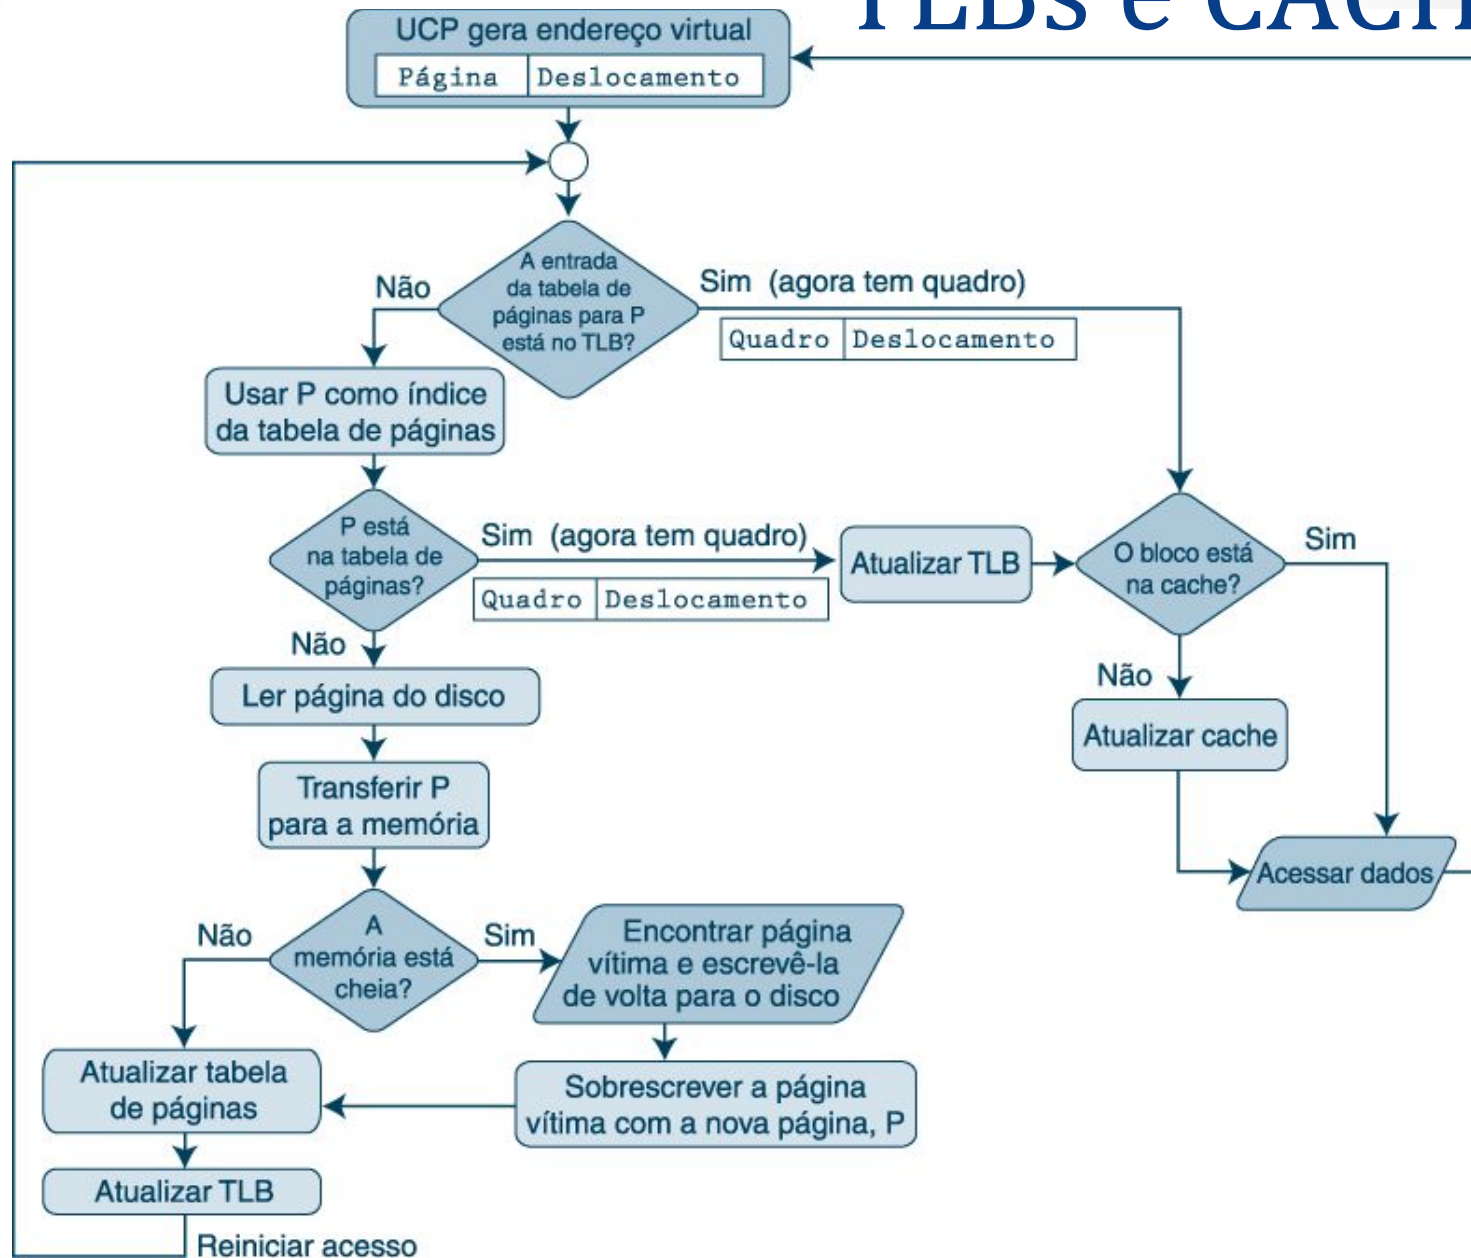 TLBs e CACH
UCP gera endereço virtual
Página Deslocamento
A entrada
da tabela de
páginas para P
está no TLB?
Não
Sim (agora tem quadro)
Quadro Deslocamento
Usar P como índice
da tabela de páginas
P está
na tabela de
páginas?
Sim (agora tem quadro)
Quadro Deslocamento
Atualizar TLB
O bloco está
na cache?
Sim
Não
Atualizar cache
Acessar dados
Não
Ler página do disco
Transferir P
para a memória
A
memória está
cheia?
Não
Sim
Encontrar página
vítima e escrevê-la
de volta para o disco
Sobrescrever a página
vítima com a nova página, P
Atualizar tabela
de páginas
Atualizar TLB
Reiniciar acesso